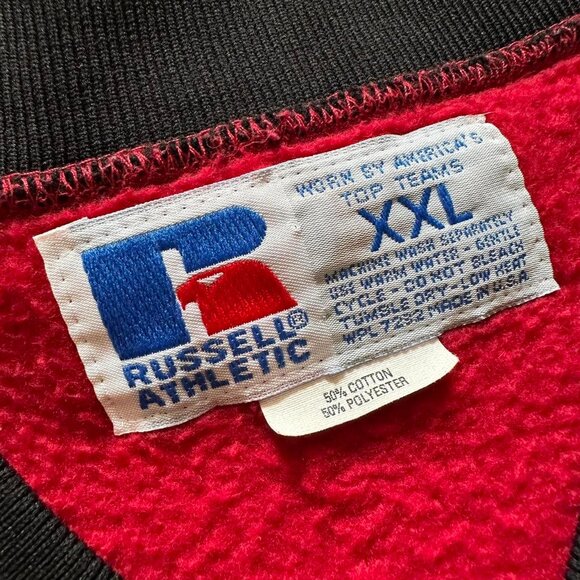 WORN BY AMERICA'S
TOP TEAMS
XXL
MACHINE WASH SEPARATELY
USE WARM WATER - GENTLE
CYCLE - DO NOT BLEACH
TUMBLE DRY - LOW HEAT
WPL 7292 MADE IN U.S.A
RUSSELL®
ATHLETIC
50% COTTON
50% POLYESTER